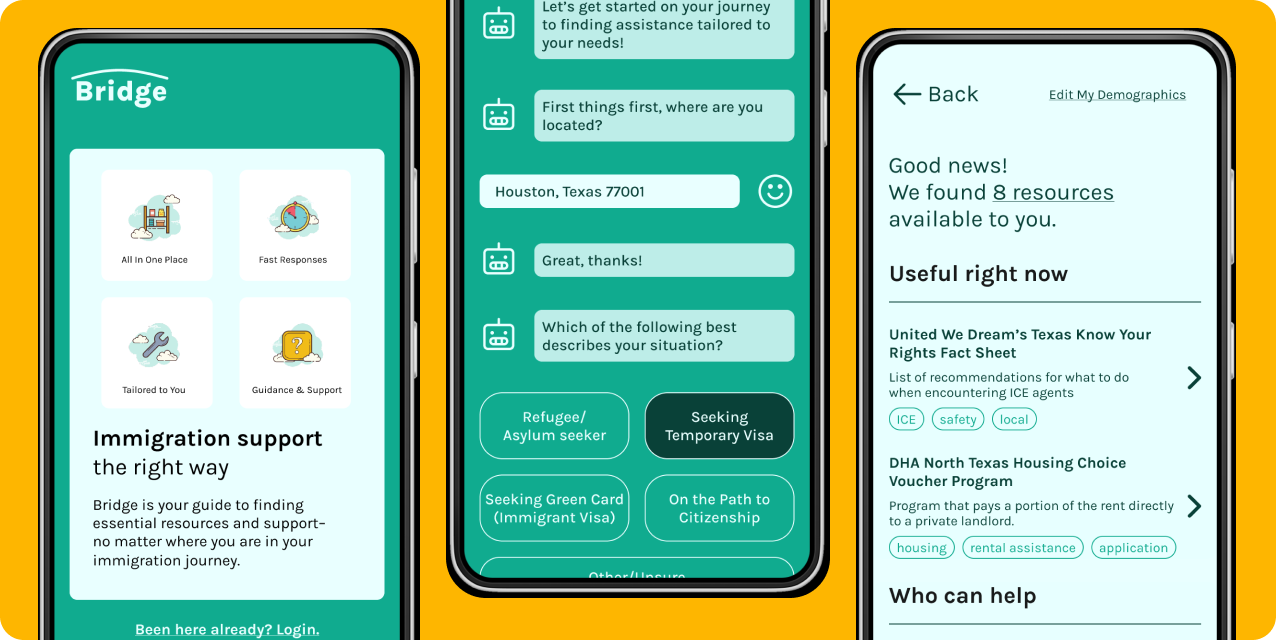 Bridge
All In One Place
Fast Responses
Tailored to You
Guidance & Support
Immigration support
the right way
Bridge is your guide to finding
essential resources and support–
no matter where you are in your
immigration journey.
Been here already? Login.
Let's get started on your journey
to finding assistance tailored to
your needs!
First things first, where are you
located?
Houston, Texas 77001
Great, thanks!
Which of the following best
describes your situation?
Refugee/
Asylum seeker
Seeking
Temporary Visa
Seeking Green Card
(Immigrant Visa)
On the Path to
Citizenship
Other/Unsure
Back
Edit My Demographics
Good news!
We found 8 resources
available to you.
Useful right now
United We Dream’s Texas Know Your
Rights Fact Sheet
List of recommendations for what to do
when encountering ICE agents
ICE
safety
local
DHA North Texas Housing Choice
Voucher Program
Program that pays a portion of the rent directly
to a private landlord.
housing
rental assistance
application
Who can help